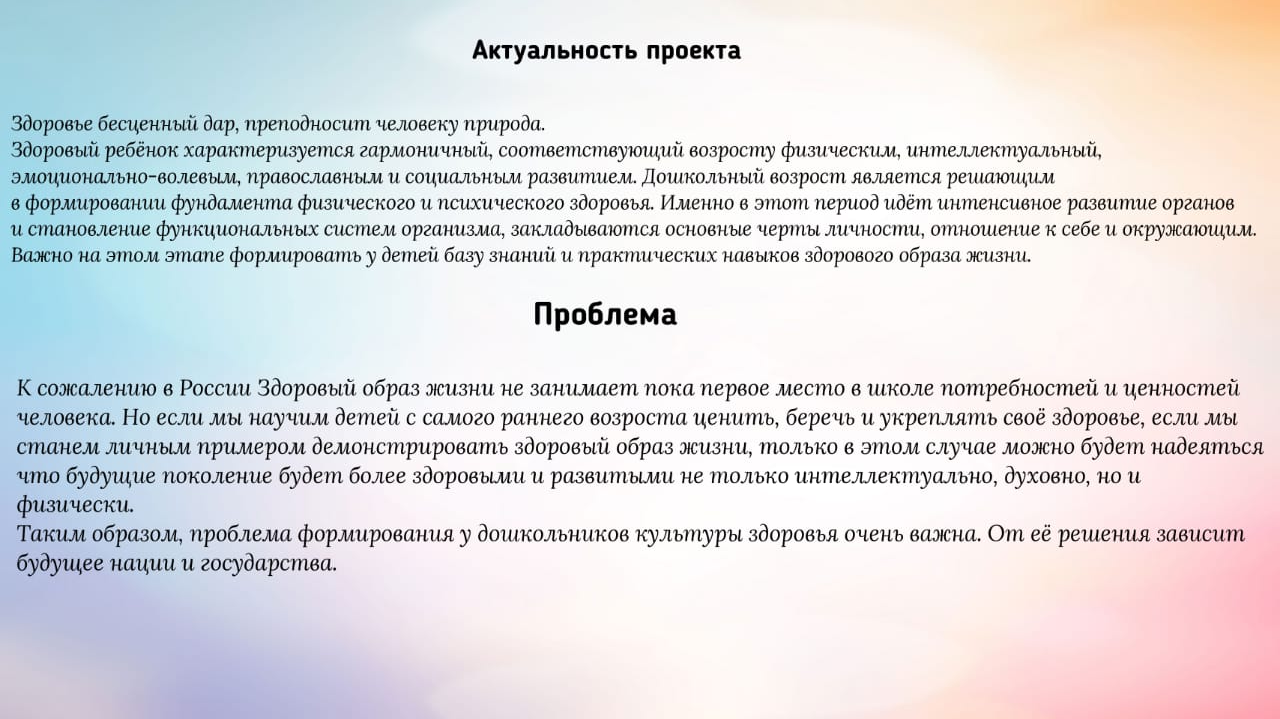 Актуальность проекта
Здоровье бесценный дар, преподносит человеку природа.
Здоровый ребёнок характеризуется гармоничный, соответствующий возросту физическим, интеллектуальный,
эмоционально-волевым, православным и социальным развитием. Дошкольный возрост является решающим
в формировании фундамента физического и психического здоровья. Именно в этот период идёт интенсивное развитие органов
и становление функциональных систем организма, закладываются основные черты личности, отношение к себе и окружающим.
Важно на этом этапе формировать у детей базу знаний и практических навыков здорового образа жизни.
Проблема
К сожалению в России Здоровый образ жизни не занимает пока первое место в школе потребностей и ценностей
человека. Но если мы научим детей с самого раннего возроста ценить, беречь и укреплять своё здоровье, если мы
станем личным примером демонстрировать здоровый образ жизни, только в этом случае можно будет надеяться
что будущие поколение будет более здоровыми и развитыми не только интеллектуально, духовно, но и
физически.
Таким образом, проблема формирования у дошкольников культуры здоровья очень важна. От её решения зависит
будущее нации и государства.